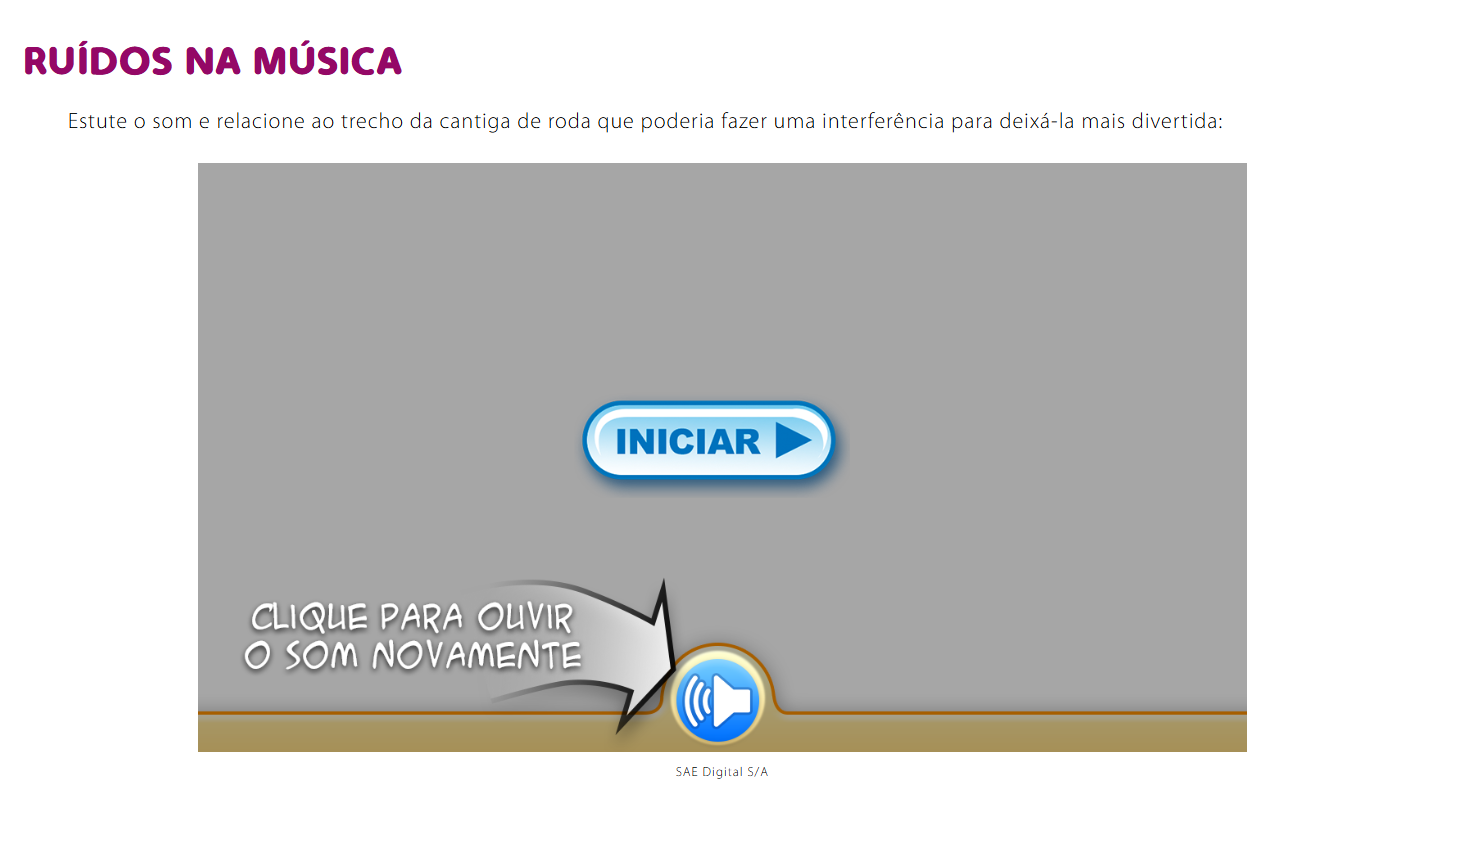 RUÍDOS NA MÚSICA
Estute o som e relacione ao trecho da cantiga de roda que poderia fazer uma interferência para deixá-la mais divertida:
INICIAR
CLIQUE PARA OUVIR
O SOM NOVAMENTE
SAE Digital S/A